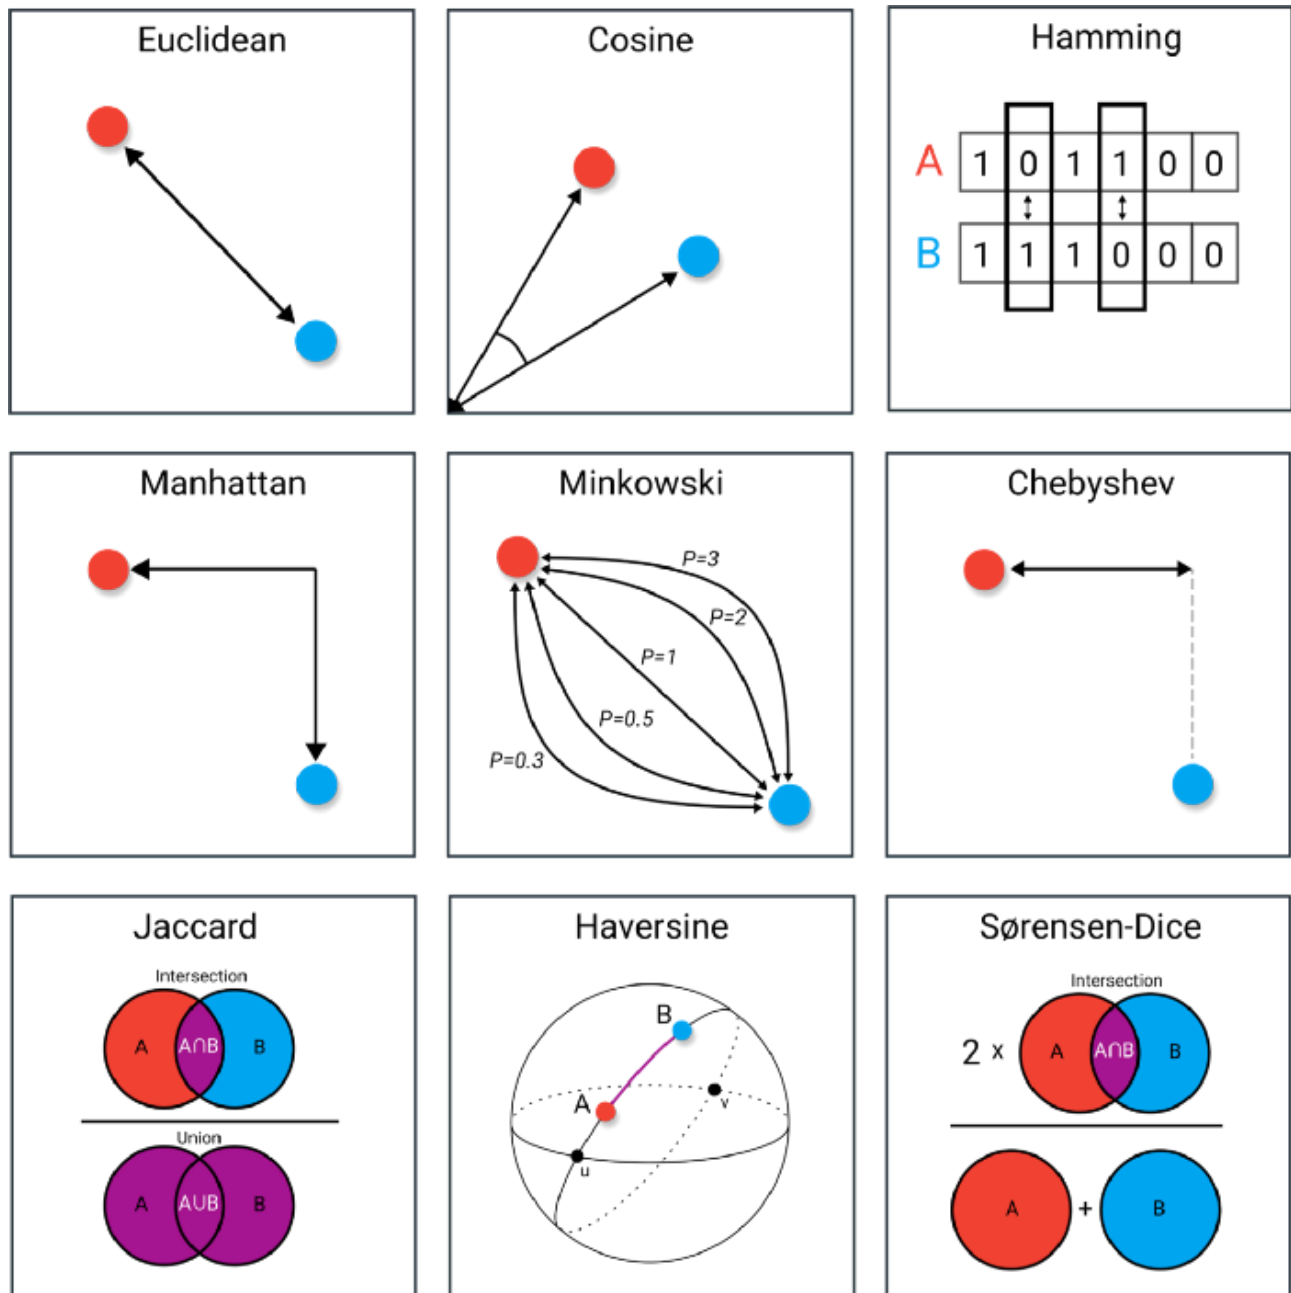 Euclidean
Cosine
Hamming
A 1 0 1 1 0 0
B 1 1 1 0 0 0
Manhattan
Minkowski
P=3
P=2
P=1
P=0.5
P=0.3
Chebyshev
Jaccard
Intersection
A A∩B B
Union
A A∪B B
Haversine
B
A
v
u
Sørensen-Dice
Intersection
2 x A A∩B B
A + B